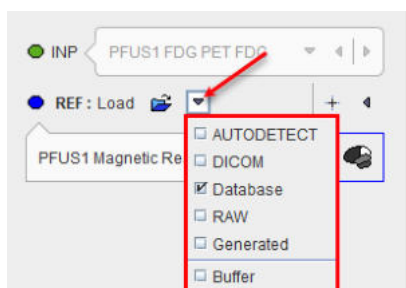 INP PFUS1 FDG PET FDG
REF: Load
AUTODETECT
PFUS1 Magnetic Re
DICOM
Database
RAW
Generated
Buffer